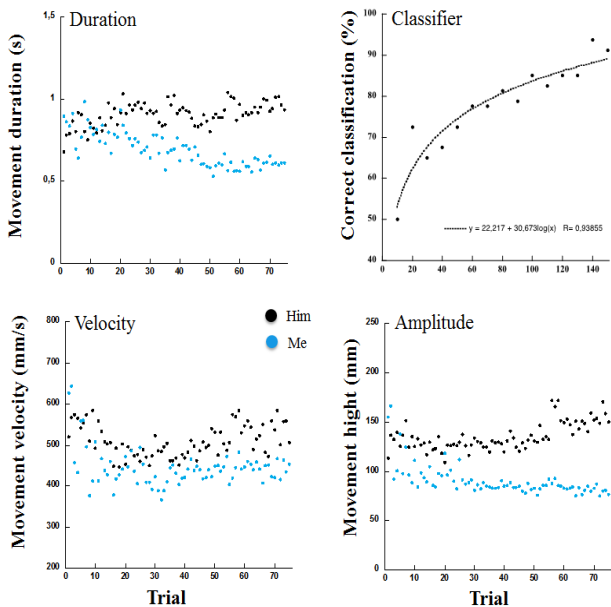 Duration
Movement duration (s)
1,5
1
0,5
0
0 10 20 30 40 50 60 70
Classifier
Correct classification (%)
100
90
80
70
60
50
40
0 20 40 60 80 100 120 140
y = 22,217 + 30,673log(x) R= 0,93855
Velocity
Him
Me
Movement velocity (mm/s)
800
700
600
500
400
300
200
0 10 20 30 40 50 60 70
Trial
Amplitude
Movement hight (mm)
250
200
150
100
50
0
0 10 20 30 40 50 60 70
Trial